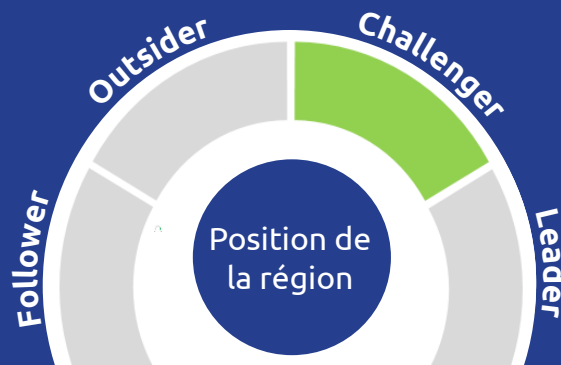 Outsider
Challenger
Follower
Leader
Position de
la région